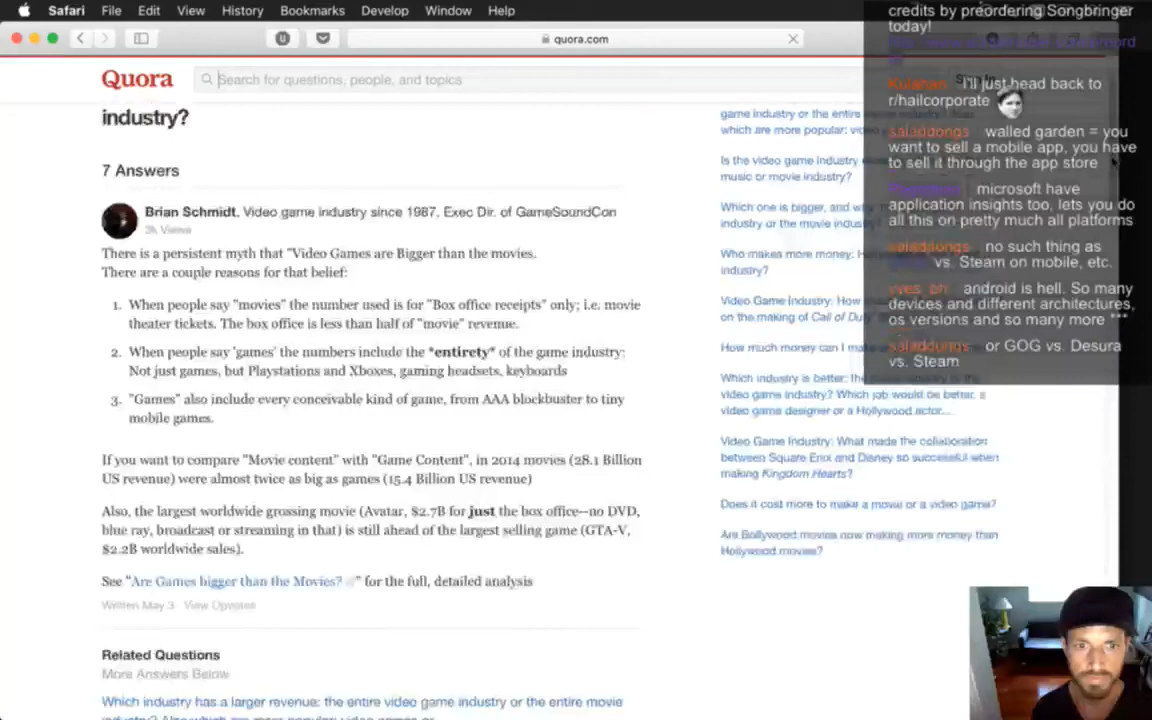 Safari File Edit View History Bookmarks Develop Window Help
quora.com
Quora
Search for questions, people, and topics
industry?
7 Answers
Brian Schmidt, Video game industry since 1987, Exec Dir. of GameSoundCon
2k Views
There is a persistent myth that "Video Games are Bigger than the movies.
There are a couple reasons for that belief:
1. When people say "movies" the number used is for "Box office receipts" only; i.e. movie
theater tickets. The box office is less than half of "movie" revenue.
2. When people say 'games' the numbers include the *entirety* of the game industry:
Not just games, but Playstations and Xboxes, gaming headsets, keyboards
3. "Games" also include every conceivable kind of game, from AAA blockbuster to tiny
mobile games.
If you want to compare "Movie content" with "Game Content", in 2014 movies (28.1 Billion
US revenue) were almost twice as big as games (15.4 Billion US revenue)
Also, the largest worldwide grossing movie (Avatar, $2.7B for just the box office--no DVD,
blue ray, broadcast or streaming in that) is still ahead of the largest selling game (GTA-V,
$2.2B worldwide sales).
See "Are Games bigger than the Movies? " for the full, detailed analysis
Written May 3 · View Upvotes
Related Questions
More Answers Below
Which industry has a larger revenue: the entire video game industry or the entire movie
game industry or the entire movie
which are more popular: video
Is the video game industry
music or movie industry?
Which one is bigger, and
industry or the movie industry
Who makes more money:
industry?
Video Game Industry: How
on the making of Call of Duty
How much money can I
Which industry is better: the
video game industry? Which job would be better, a
video game designer or a Hollywood actor...
Video Game Industry: What made the collaboration
between Square Enix and Disney so successful when
making Kingdom Hearts?
Does it cost more to make a movie or a video game?
Are Bollywood movies now making more money than
Hollywood movies?
credits by preordering Songbringer
today!
I'll just head back to
r/hailcorporate
saladdongs walled garden = you
want to sell a mobile app, you have
to sell it through the app store
microsoft have
application insights too, lets you do
all this on pretty much all platforms
saladdongs no such thing as
vs. Steam on mobile, etc.
android is hell. So many
devices and different architectures,
os versions and so many more ***
saladdongs or GOG vs. Desura
vs. Steam